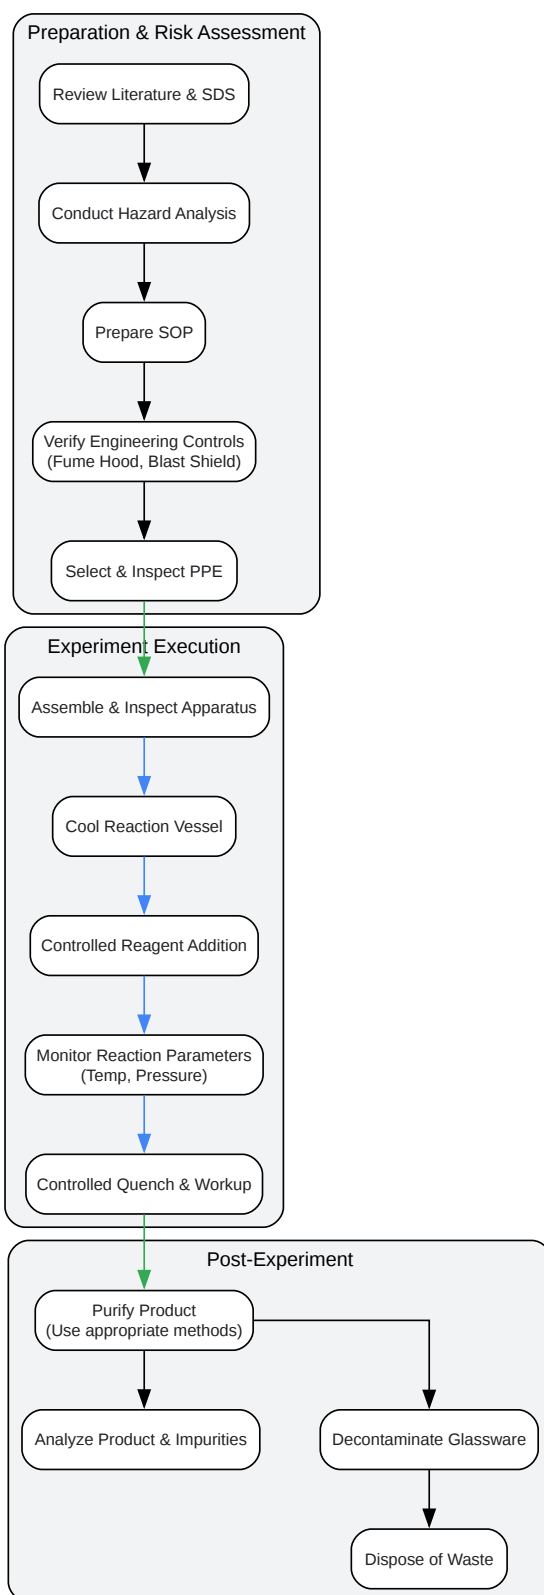 Preparation & Risk Assessment
Review Literature & SDS
Conduct Hazard Analysis
Prepare SOP
Verify Engineering Controls
(Fume Hood, Blast Shield)
Select & Inspect PPE
Experiment Execution
Assemble & Inspect Apparatus
Cool Reaction Vessel
Controlled Reagent Addition
Monitor Reaction Parameters
(Temp, Pressure)
Controlled Quench & Workup
Post-Experiment
Purify Product
(Use appropriate methods)
Analyze Product & Impurities
Decontaminate Glassware
Dispose of Waste